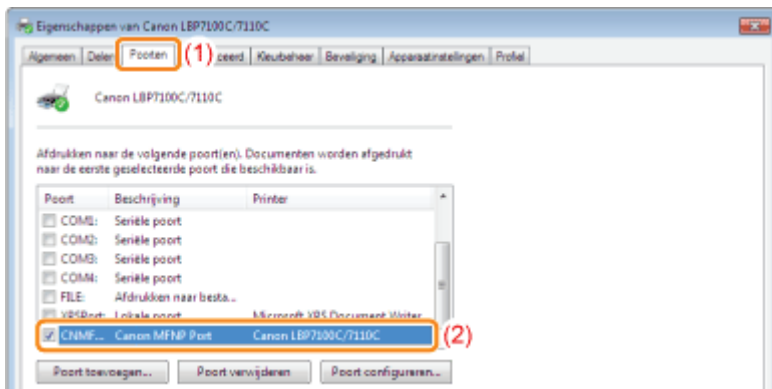 Eigenschappen van Canon LBP7100C/7110C
Algemeen Delen Poorten (1) ceerd Kleurbeheer Beveiliging Apparaatinstellingen Profiel
Canon LBP7100C/7110C
Afdrukken naar de volgende poort(en). Documenten worden afgedrukt
naar de eerste geselecteerde poort die beschikbaar is.
Poort Beschrijving Printer
COM1: Seriële poort
COM2: Seriële poort
COM3: Seriële poort
COM4: Seriële poort
FILE: Afdrukken naar besta...
XPSPort: Lokale poort Microsoft XPS Document Writer
CNMF... Canon MFNP Port Canon LBP7100C/7110C (2)
Poort toevoegen... Poort verwijderen Poort configureren...